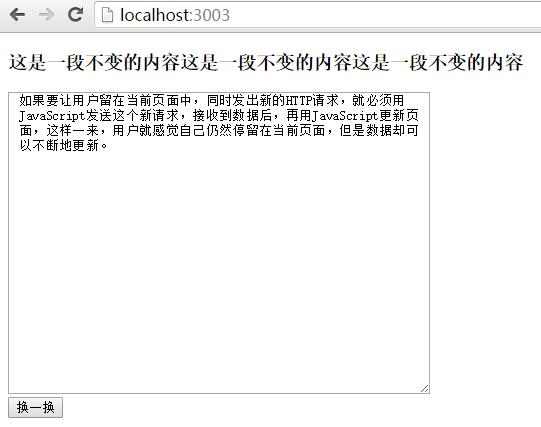 localhost:3003
这是一段不变的内容这是一段不变的内容这是一段不变的内容
如果要让用户留在当前页面中，同时发出新的HTTP请求，就必须用
JavaScript发送这个新请求，接收到数据后，再用JavaScript更新页
面，这样一来，用户就感觉自己仍然停留在当前页面，但是数据却可
以不断地更新。
换一换